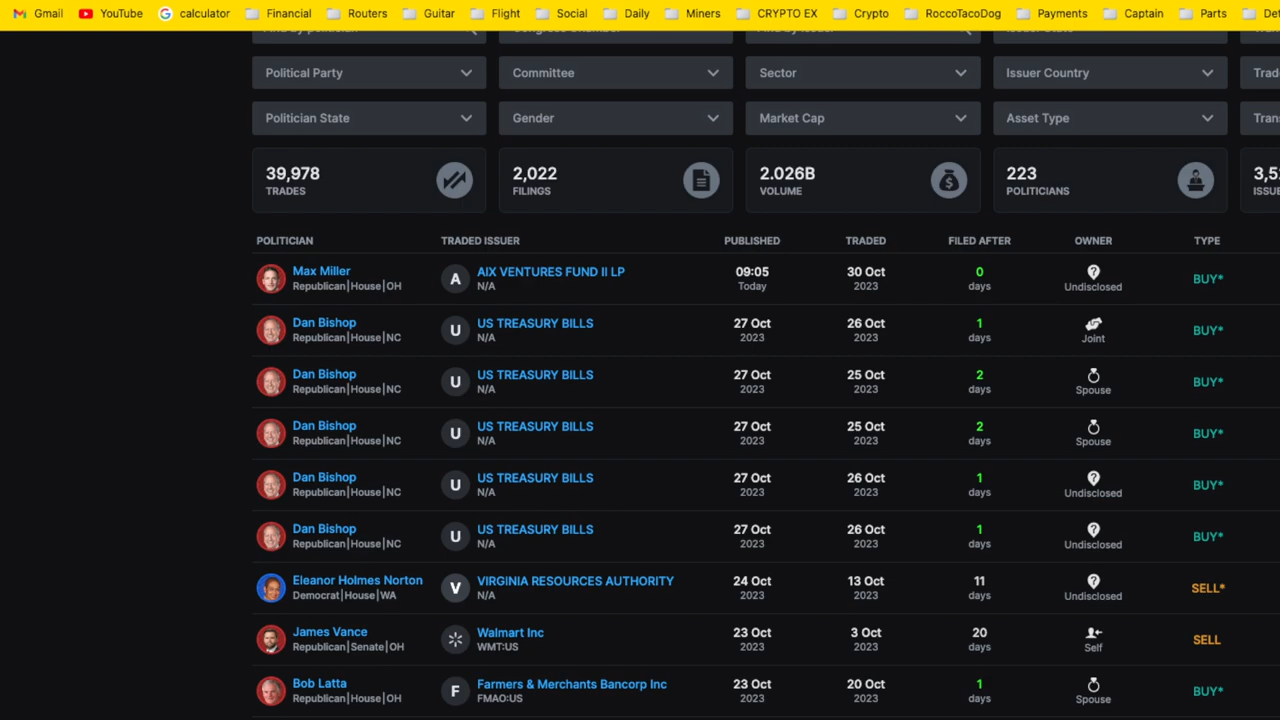 Gmail YouTube calculator Financial Routers Guitar Flight Social Daily Miners CRYPTO EX Crypto RoccoTacoDog Payments Captain Parts
Political Party Committee Sector Issuer Country
Politician State Gender Market Cap Asset Type
39,978 2,022 2.026B 223
TRADES FILINGS VOLUME POLITICIANS
POLITICIAN TRADED ISSUER PUBLISHED TRADED FILED AFTER OWNER TYPE
Max Miller A AIX VENTURES FUND II LP 09:05 30 Oct 0 BUY*
Republican|House|OH N/A Today 2023 days Undisclosed
Dan Bishop U US TREASURY BILLS 27 Oct 26 Oct 1 BUY*
Republican|House|NC N/A 2023 2023 days Joint
Dan Bishop U US TREASURY BILLS 27 Oct 25 Oct 2 BUY*
Republican|House|NC N/A 2023 2023 days Spouse
Dan Bishop U US TREASURY BILLS 27 Oct 25 Oct 2 BUY*
Republican|House|NC N/A 2023 2023 days Spouse
Dan Bishop U US TREASURY BILLS 27 Oct 26 Oct 1 BUY*
Republican|House|NC N/A 2023 2023 days Undisclosed
Dan Bishop U US TREASURY BILLS 27 Oct 26 Oct 1 BUY*
Republican|House|NC N/A 2023 2023 days Undisclosed
Eleanor Holmes Norton V VIRGINIA RESOURCES AUTHORITY 24 Oct 13 Oct 11 SELL*
Democrat|House|WA N/A 2023 2023 days Undisclosed
James Vance Walmart Inc 23 Oct 3 Oct 20 SELL
Republican|Senate|OH WMT:US 2023 2023 days Self
Bob Latta F Farmers & Merchants Bancorp Inc 23 Oct 20 Oct 1 BUY*
Republican|House|OH FMAO:US 2023 2023 days Spouse